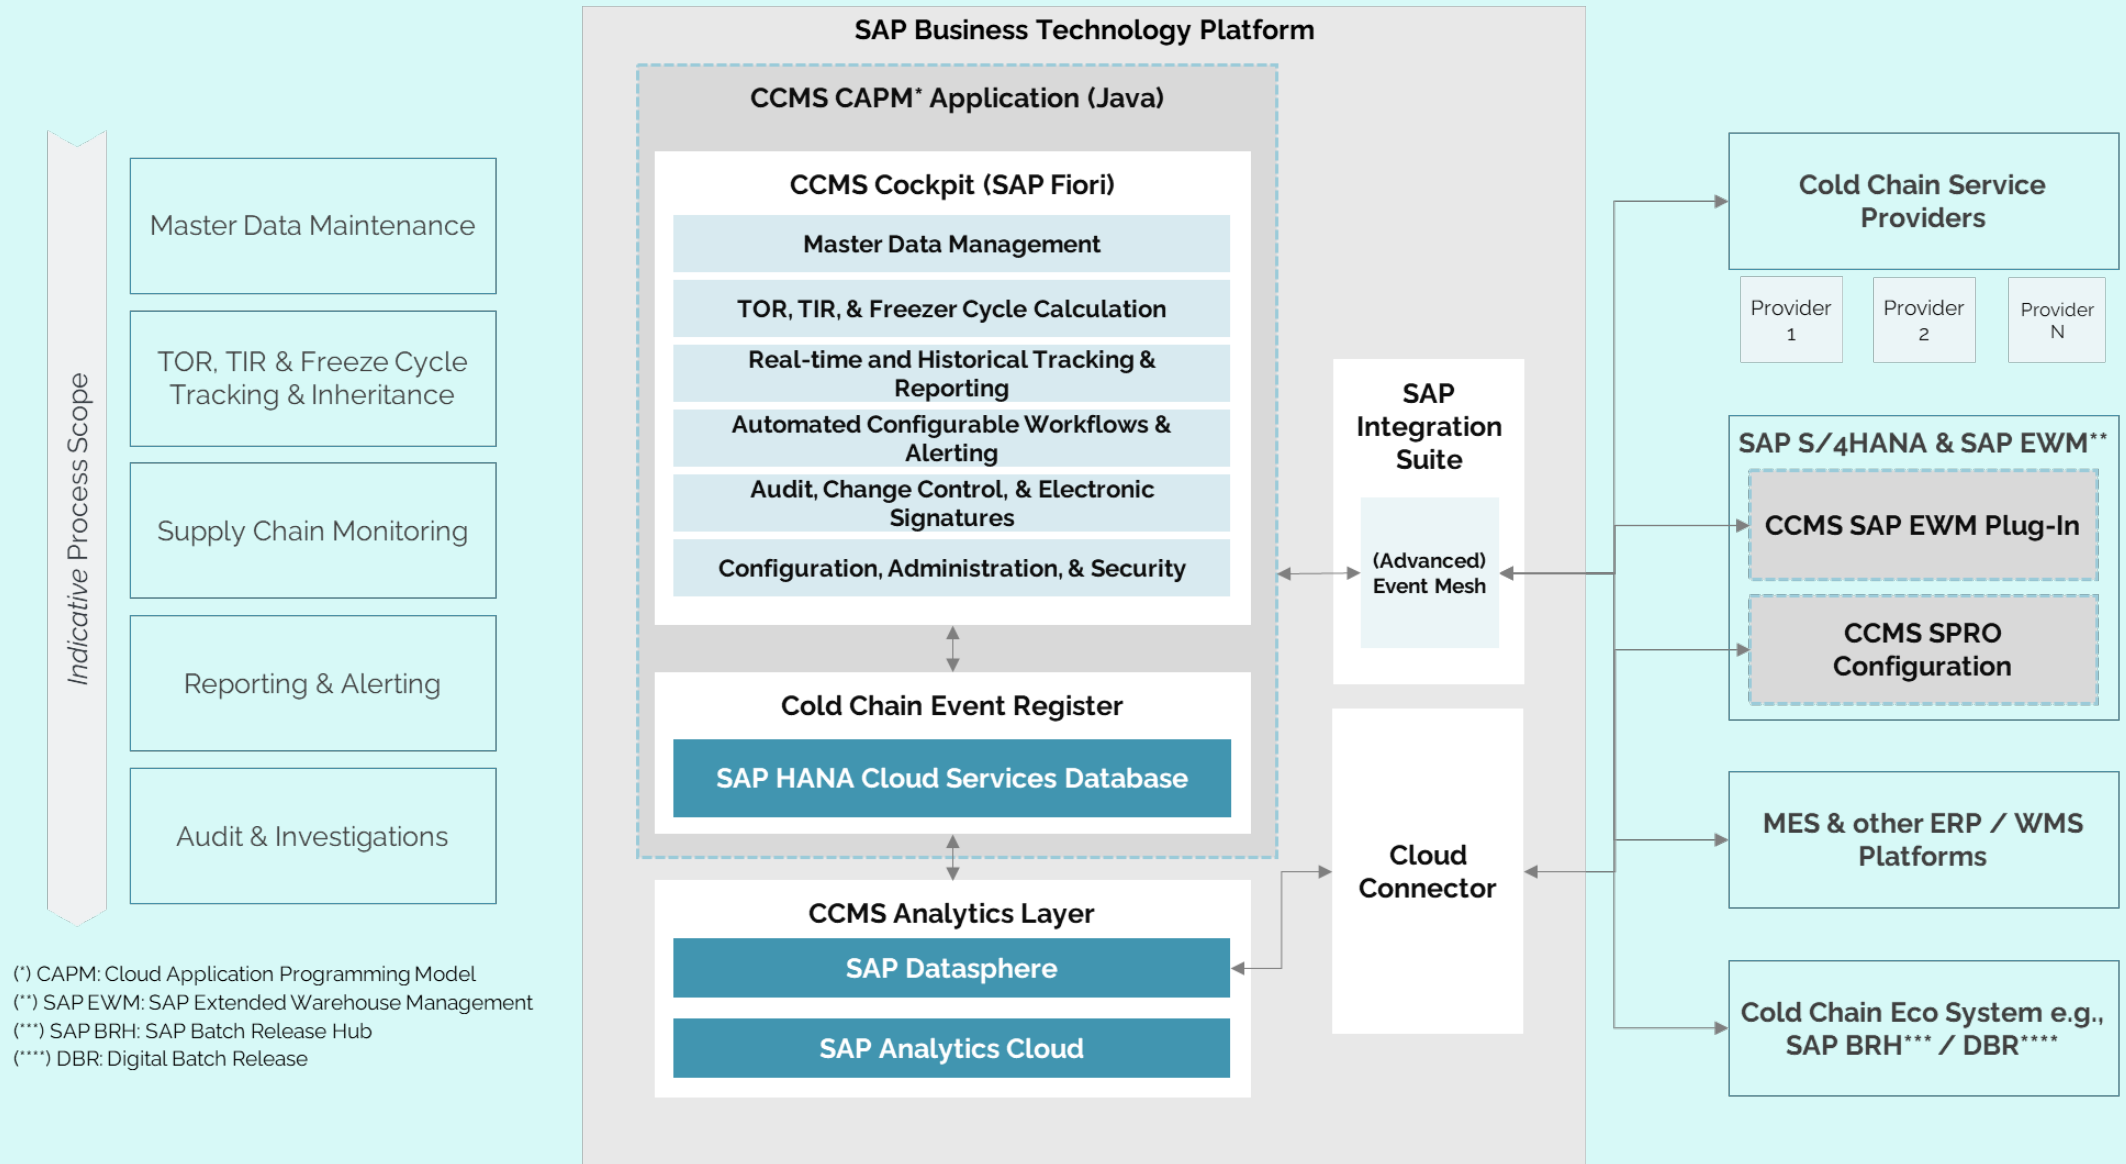 SAP Business Technology Platform
Indicative Process Scope
Master Data Maintenance
TOR, TIR & Freeze Cycle
Tracking & Inheritance
Supply Chain Monitoring
Reporting & Alerting
Audit & Investigations
(*) CAPM: Cloud Application Programming Model
(**) SAP EWM: SAP Extended Warehouse Management
(***) SAP BRH: SAP Batch Release Hub
(****) DBR: Digital Batch Release
CCMS CAPM* Application (Java)
CCMS Cockpit (SAP Fiori)
Master Data Management
TOR, TIR, & Freezer Cycle Calculation
Real-time and Historical Tracking &
Reporting
Automated Configurable Workflows &
Alerting
Audit, Change Control, & Electronic
Signatures
Configuration, Administration, & Security
Cold Chain Event Register
SAP HANA Cloud Services Database
CCMS Analytics Layer
SAP Datasphere
SAP Analytics Cloud
SAP
Integration
Suite
(Advanced)
Event Mesh
Cloud
Connector
Cold Chain Service
Providers
Provider
1
Provider
2
Provider
N
SAP S/4HANA & SAP EWM**
CCMS SAP EWM Plug-In
CCMS SPRO
Configuration
MES & other ERP / WMS
Platforms
Cold Chain Eco System e.g.,
SAP BRH*** / DBR****